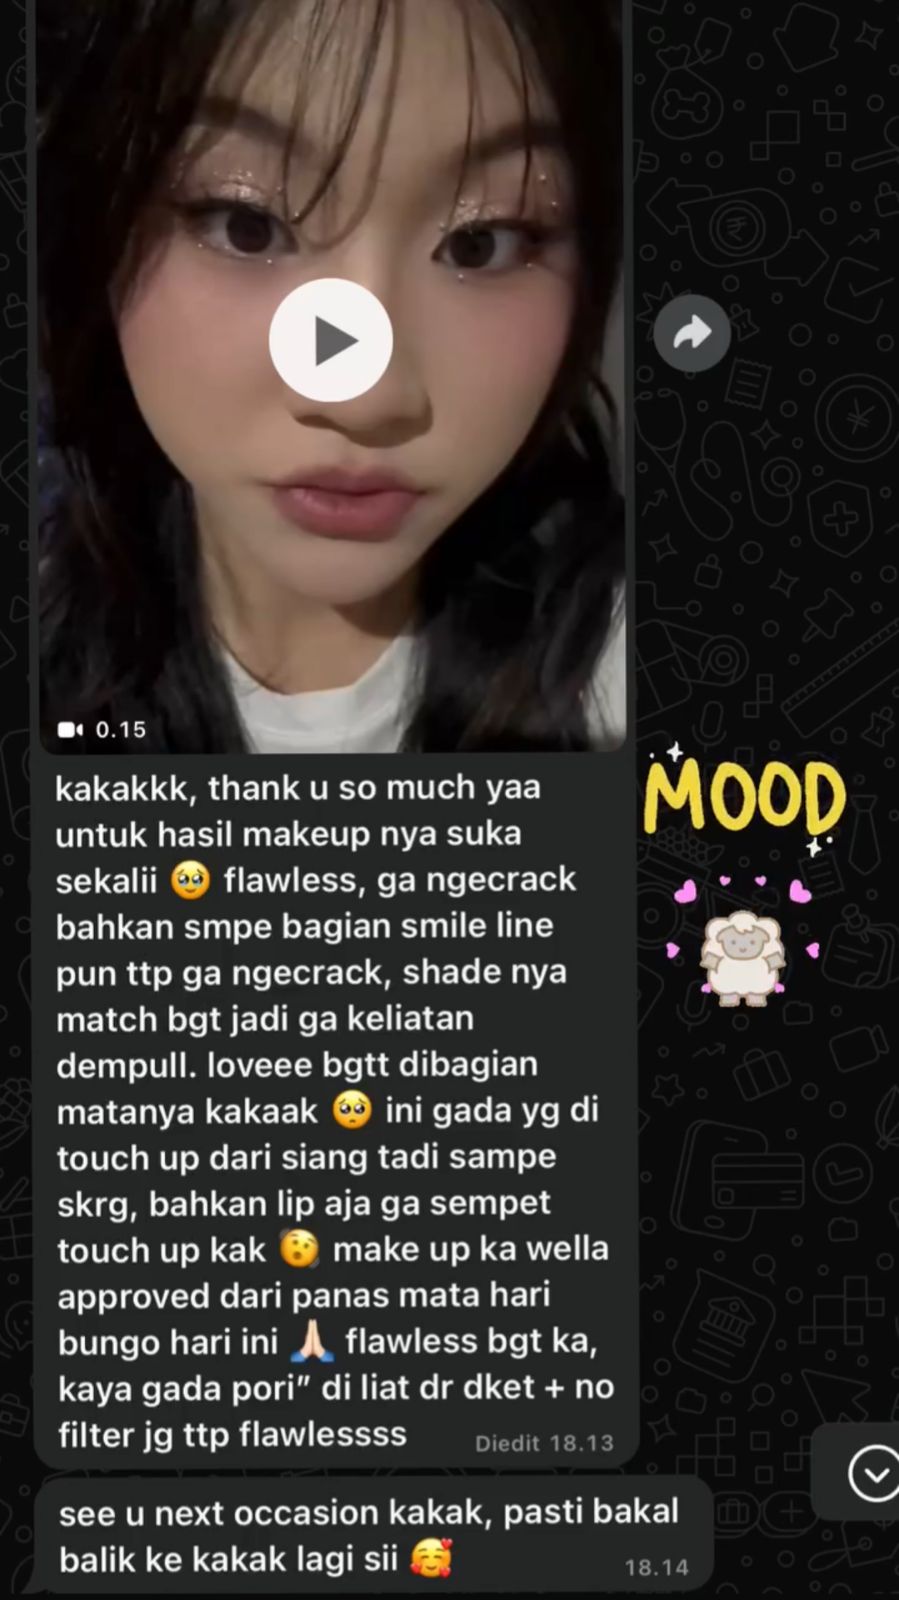 0.15
kakakkk, thank u so much yaa
untuk hasil makeup nya suka
sekalii 🥹 flawless, ga ngecrack
bahkan smpe bagian smile line
pun ttp ga ngecrack, shade nya
match bgt jadi ga keliatan
dempull. loveee bgtt dibagian
matanya kakaak 🥺 ini gada yg di
touch up dari siang tadi sampe
skrg, bahkan lip aja ga sempet
touch up kak 🫨 make up ka wella
approved dari panas mata hari
bungo hari ini 🙏🏻 flawless bgt ka,
kaya gada pori” di liat dr dket + no
filter jg ttp flawlessss
Diedit 18.13
MOOD
see u next occasion kakak, pasti bakal
balik ke kakak lagi sii 🥰
18.14